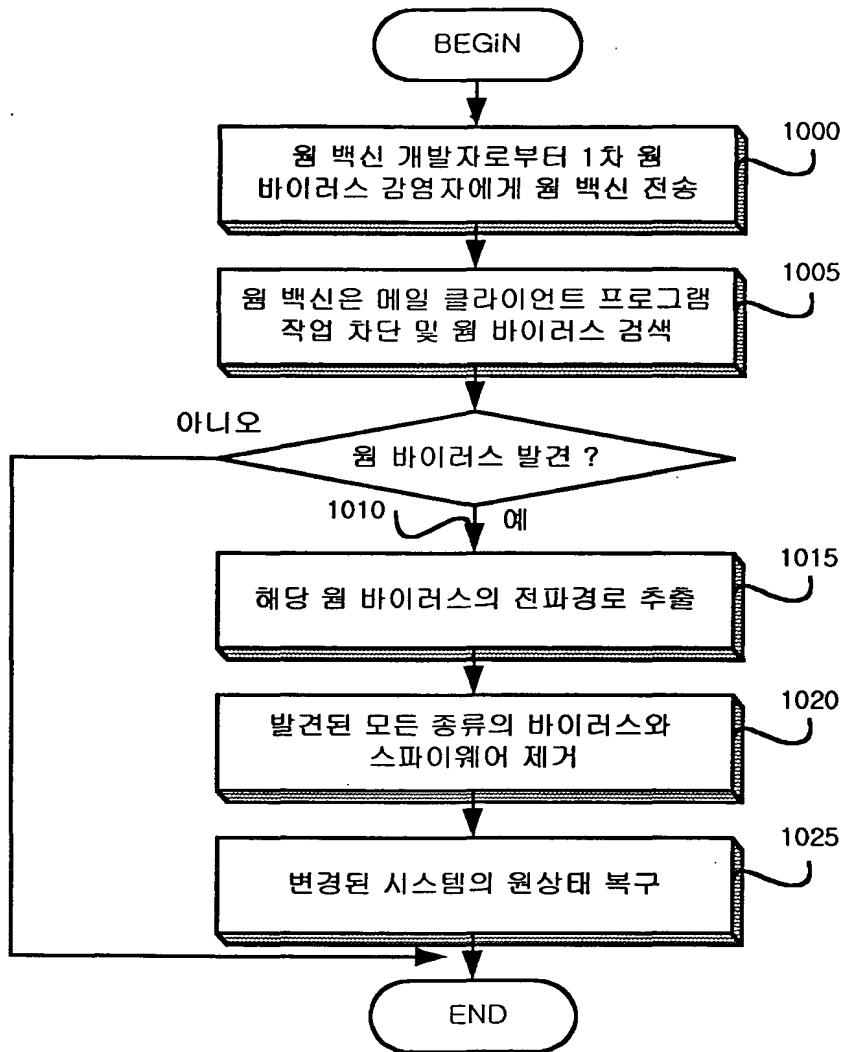 BEGiN
웜 백신 개발자로부터 1차 웜
바이러스 감염자에게 웜 백신 전송
1000
웜 백신은 메일 클라이언트 프로그램
작업 차단 및 웜 바이러스 검색
1005
아니오
웜 바이러스 발견 ?
1010
예
해당 웜 바이러스의 전파경로 추출
1015
발견된 모든 종류의 바이러스와
스파이웨어 제거
1020
변경된 시스템의 원상태 복구
1025
END